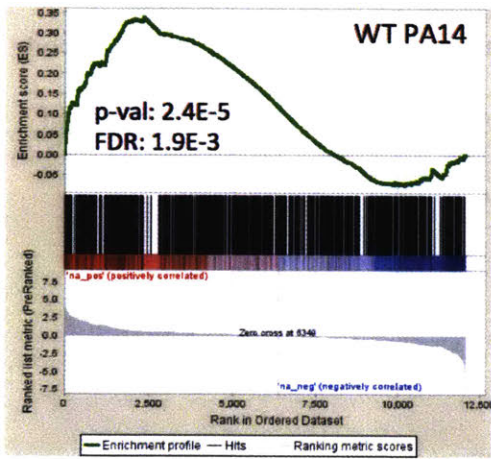 WT PA14
Enrichment score (ES)
0.35
0.30
0.25
0.20
0.15
0.10
0.05
0.00
-0.05
p-val: 2.4E-5
FDR: 1.9E-3
'na_pos' (positively correlated)
Ranked list metric (PreRanked)
7.5
5.0
2.5
0.0
-2.5
-5.0
-7.5
Zero cross at 6340
'na_neg' (negatively correlated)
0
2,500
5,000
7,500
10,000
12,500
Rank in Ordered Dataset
Enrichment profile
Hits
Ranking metric scores